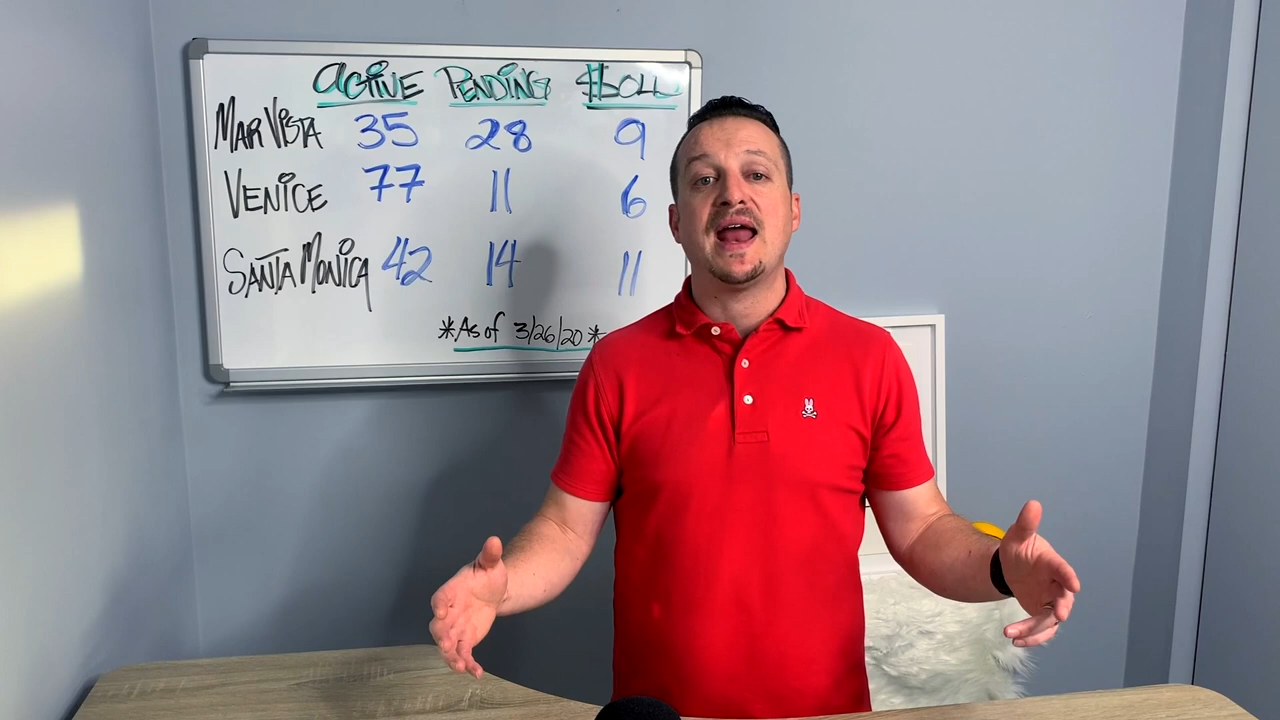 ACTIVE PENDING
MAR VISTA 35 28 9
VENICE 77 11 6
SANTA MONICA 42 14 11
*As of 3/26/20*